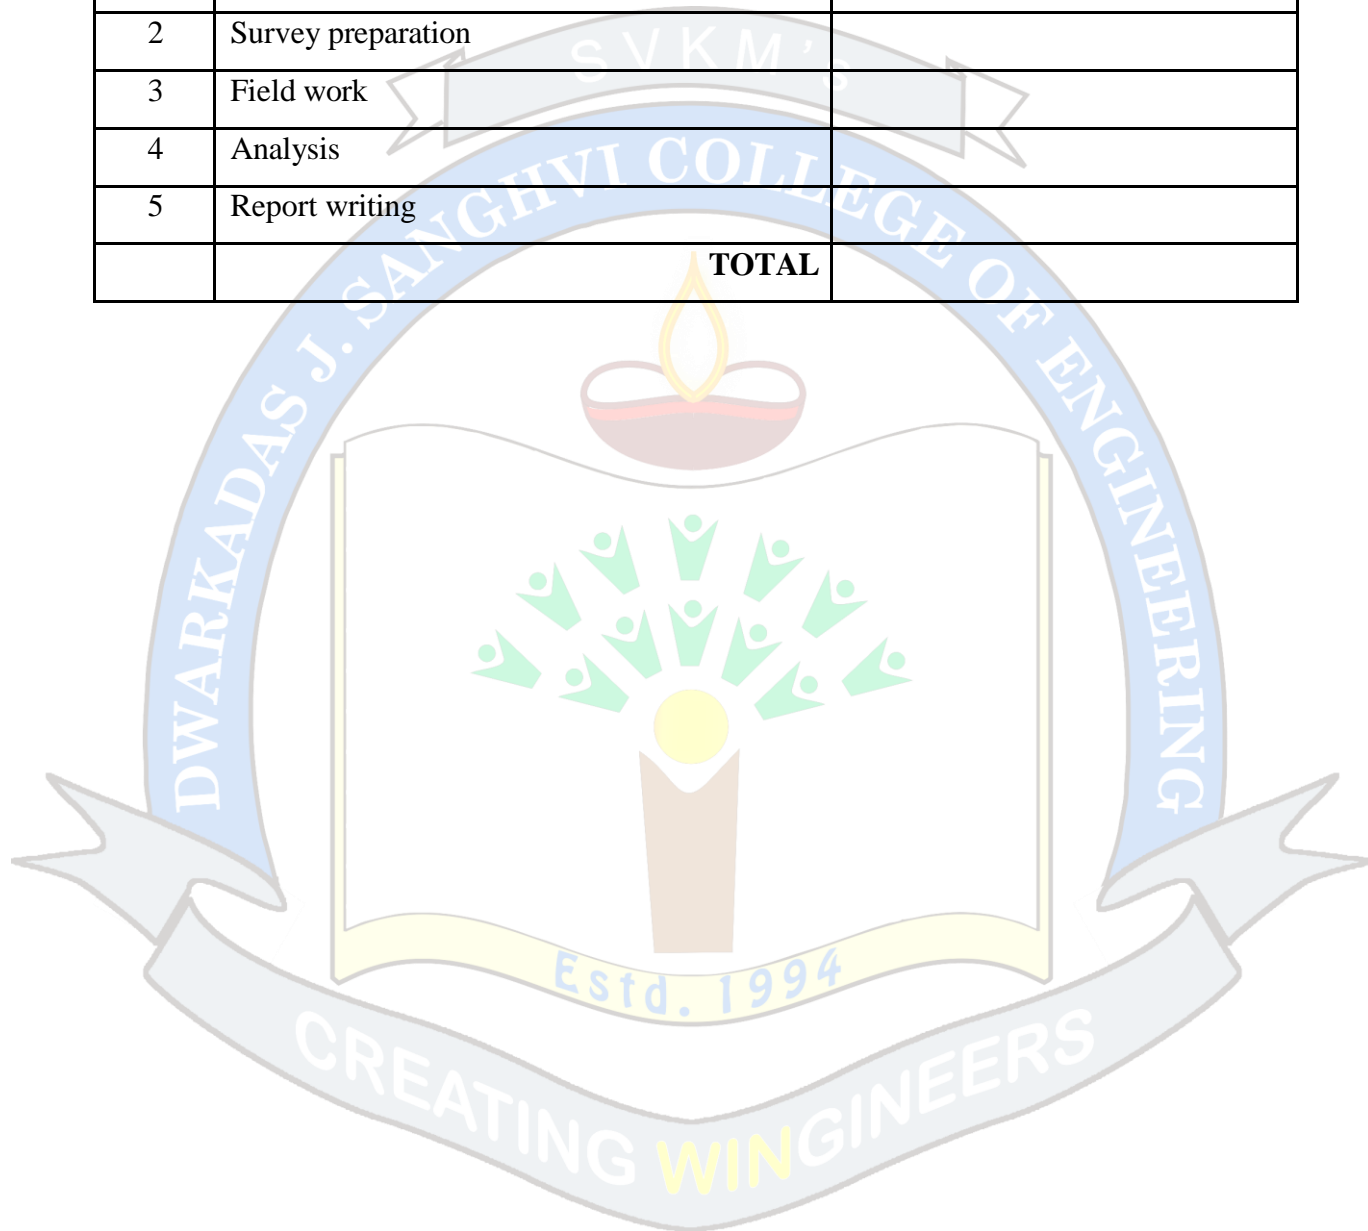 2 Survey preparation
3 Field work
4 Analysis
5 Report writing
TOTAL
SVKM's
DWARKADAS J. SANGHVI COLLEGE OF ENGINEERING
Estd. 1994
CREATING WINGINEERS